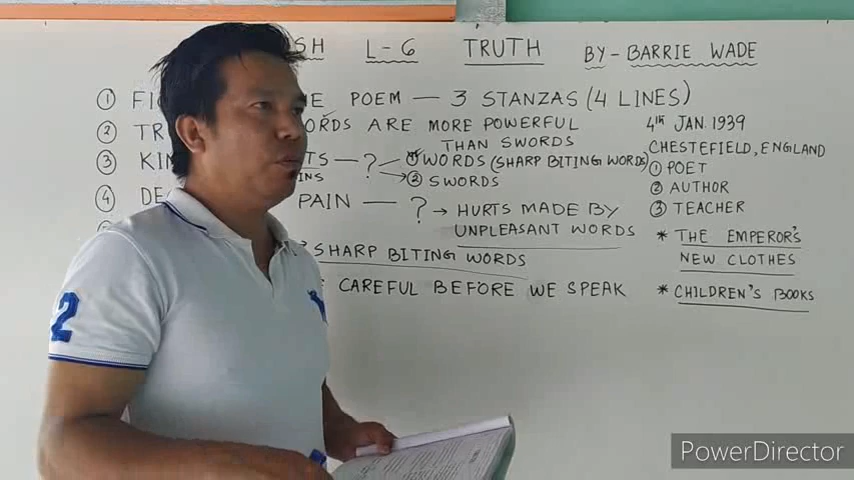 SH L-6 TRUTH BY-BARRIE WADE
① FI E POEM — 3 STANZAS (4 LINES)
② TR ORDS ARE MORE POWERFUL
THAN SWORDS
③ KIN TS — ? → ① WORDS (SHARP BITING WORDS)
INS → ② SWORDS
④ DE PAIN — ? → HURTS MADE BY
UNPLEASANT WORDS
SHARP BITING WORDS
E CAREFUL BEFORE WE SPEAK
4th JAN. 1939
CHESTEFIELD, ENGLAND
① POET
② AUTHOR
③ TEACHER
* THE EMPEROR'S
NEW CLOTHES
* CHILDREN'S BOOKS
2
PowerDirector